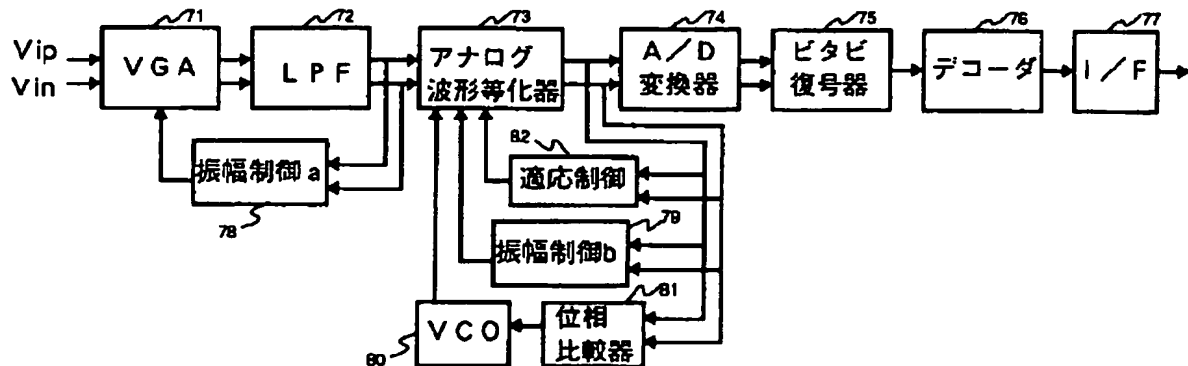 71
72
73
74
75
76
77
Vip
Vin
VGA
LPF
アナログ
波形等化器
A/D
変換器
ビタビ
復号器
デコーダ
I/F
82
振幅制御a
適応制御
78
79
振幅制御b
81
VCO
位相
比較器
80